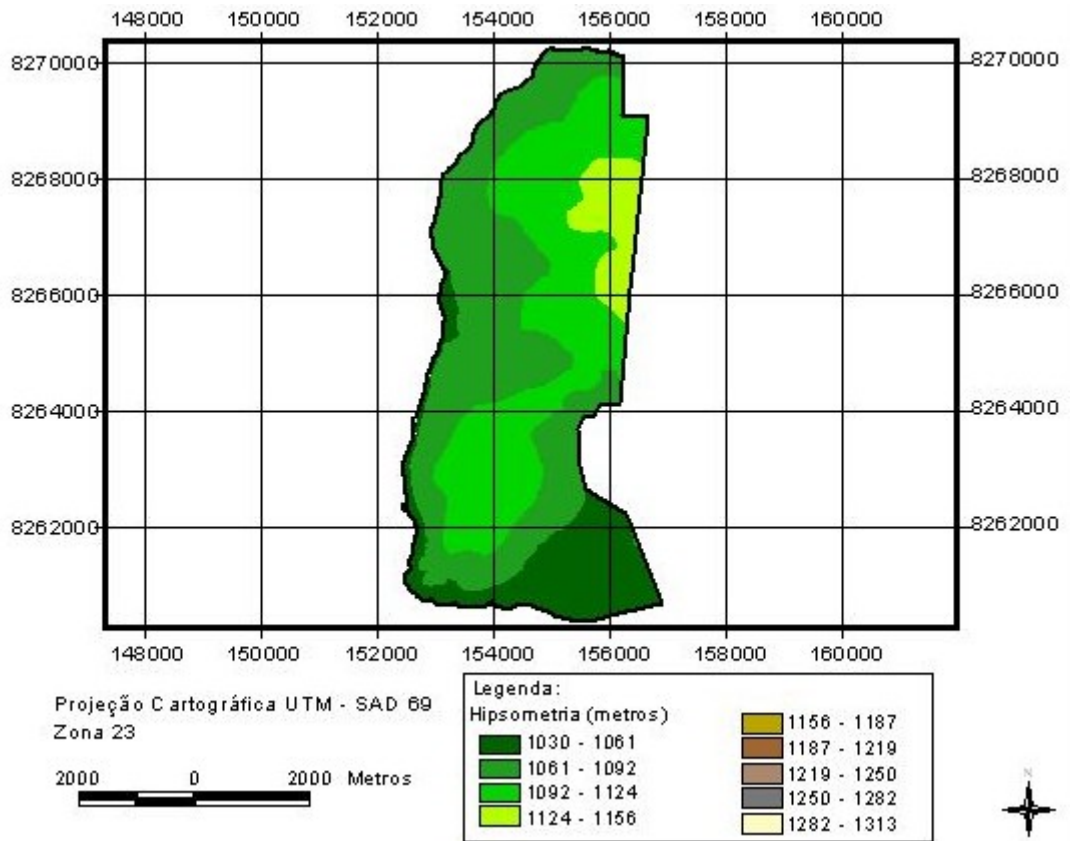 148000 150000 152000 154000 156000 158000 160000
8270000 8270000
8268000 8268000
8266000 8266000
8264000 8264000
8262000 8262000
148000 150000 152000 154000 156000 158000 160000
Projeção Cartográfica UTM - SAD 69
Zona 23
2000 0 2000 Metros
Legenda:
Hipsometria (metros)
1030 - 1061
1061 - 1092
1092 - 1124
1124 - 1156
1156 - 1187
1187 - 1219
1219 - 1250
1250 - 1282
1282 - 1313
N